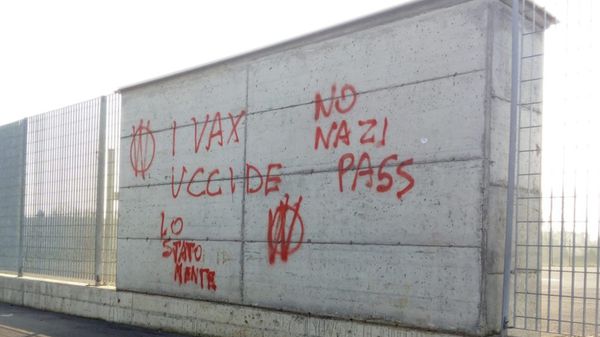 I VAX
UCCIDE
NO
NAZI
PASS
LO
STATO
MENTE